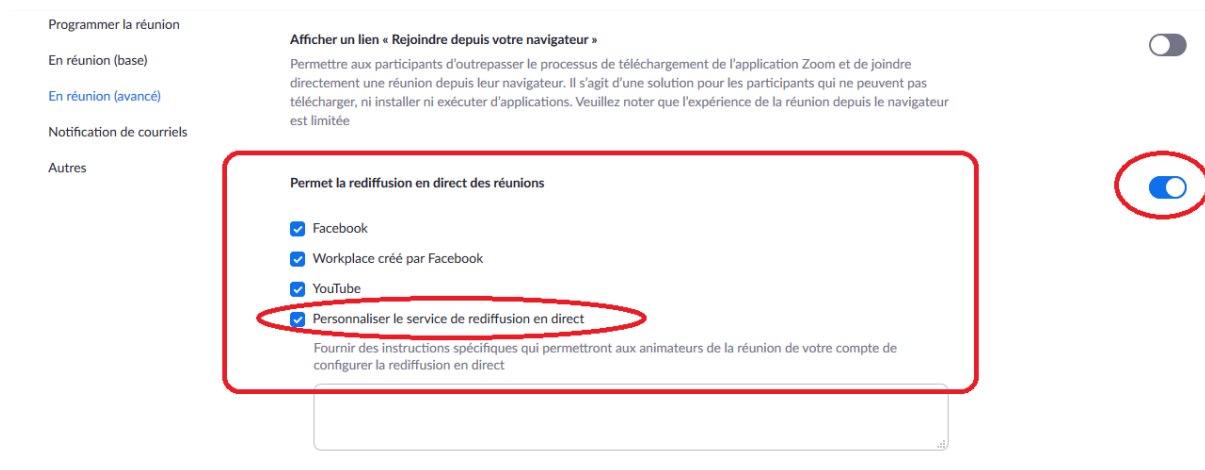 Programmer la réunion
En réunion (base)
En réunion (avancé)
Notification de courriels
Autres
Afficher un lien « Rejoindre depuis votre navigateur »
Permettre aux participants d'outrepasser le processus de téléchargement de l'application Zoom et de joindre
directement une réunion depuis leur navigateur. Il s'agit d'une solution pour les participants qui ne peuvent pas
télécharger, ni installer ni exécuter d'applications. Veuillez noter que l'expérience de la réunion depuis le navigateur
est limitée
Permet la rediffusion en direct des réunions
Facebook
Workplace créé par Facebook
YouTube
Personnaliser le service de rediffusion en direct
Fournir des instructions spécifiques qui permettront aux animateurs de la réunion de votre compte de
configurer la rediffusion en direct